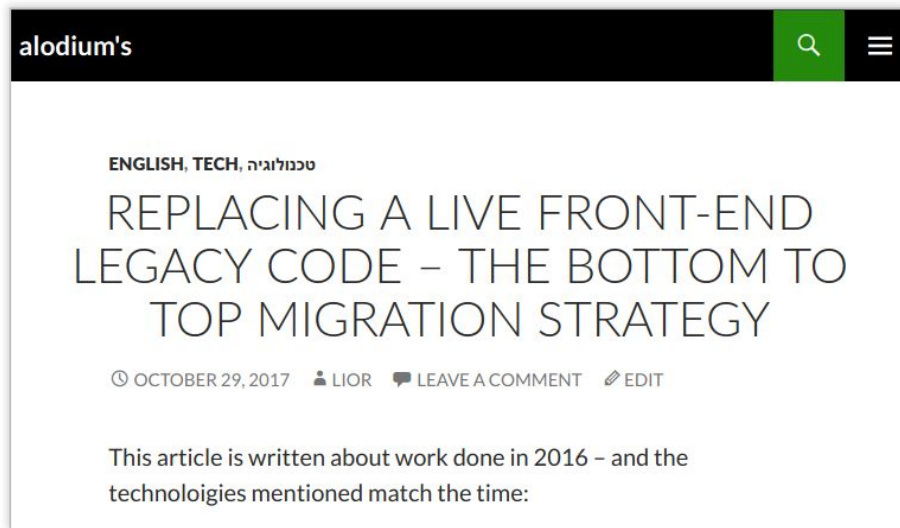 alodium's
ENGLISH, TECH, טכנולוגיה
REPLACING A LIVE FRONT-END
LEGACY CODE – THE BOTTOM TO
TOP MIGRATION STRATEGY
OCTOBER 29, 2017 LIOR LEAVE A COMMENT EDIT
This article is written about work done in 2016 – and the
technoloigies mentioned match the time: